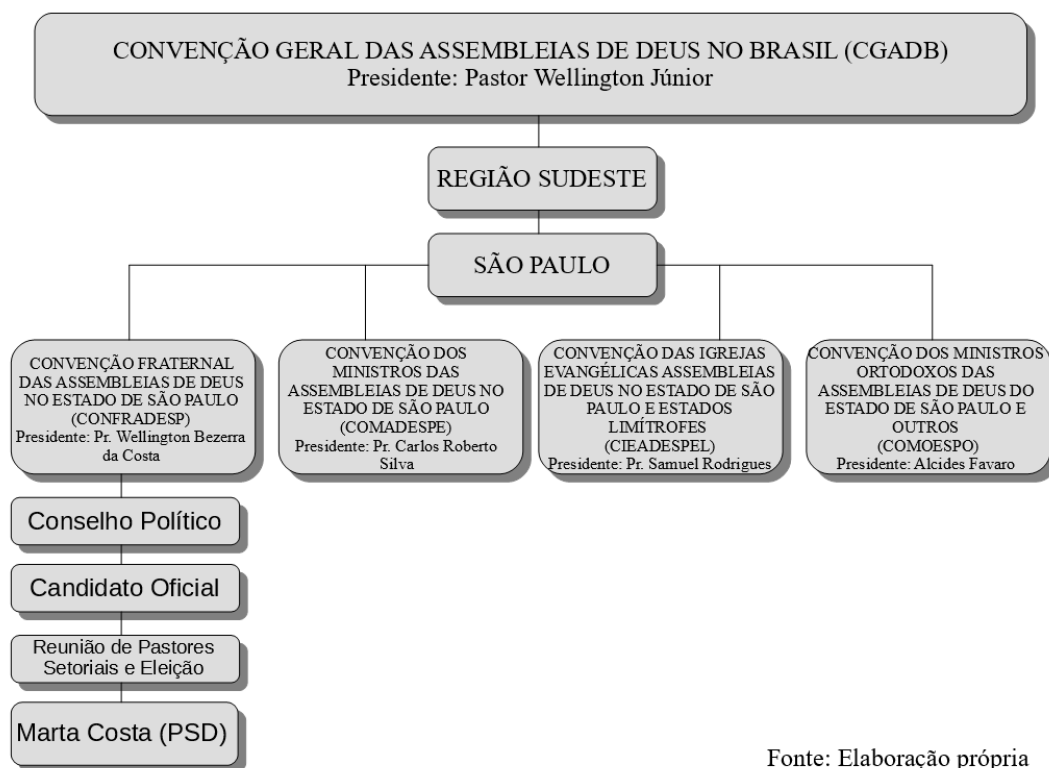 CONVENÇÃO GERAL DAS ASSEMBLEIAS DE DEUS NO BRASIL (CGADB)
Presidente: Pastor Wellington Júnior
REGIÃO SUDESTE
SÃO PAULO
CONVENÇÃO FRATERNAL
DAS ASSEMBLEIAS DE DEUS
NO ESTADO DE SÃO PAULO
(CONFRADESP)
Presidente: Pr. Wellington Bezerra
da Costa
CONVENÇÃO DOS
MINISTROS DAS
ASSEMBLEIAS DE DEUS NO
ESTADO DE SÃO PAULO
(COMADESPE)
Presidente: Pr. Carlos Roberto
Silva
CONVENÇÃO DAS IGREJAS
EVANGÉLICAS ASSEMBLEIAS
DE DEUS NO ESTADO DE SÃO
PAULO E ESTADOS
LIMÍTROFES
(CIEADESPEL)
Presidente: Pr. Samuel Rodrigues
CONVENÇÃO DOS MINISTROS
ORTODOXOS DAS
ASSEMBLEIAS DE DEUS DO
ESTADO DE SÃO PAULO E
OUTROS
(COMOESPO)
Presidente: Alcides Favaro
Conselho Político
Candidato Oficial
Reunião de Pastores
Setoriais e Eleição
Marta Costa (PSD)
Fonte: Elaboração própria